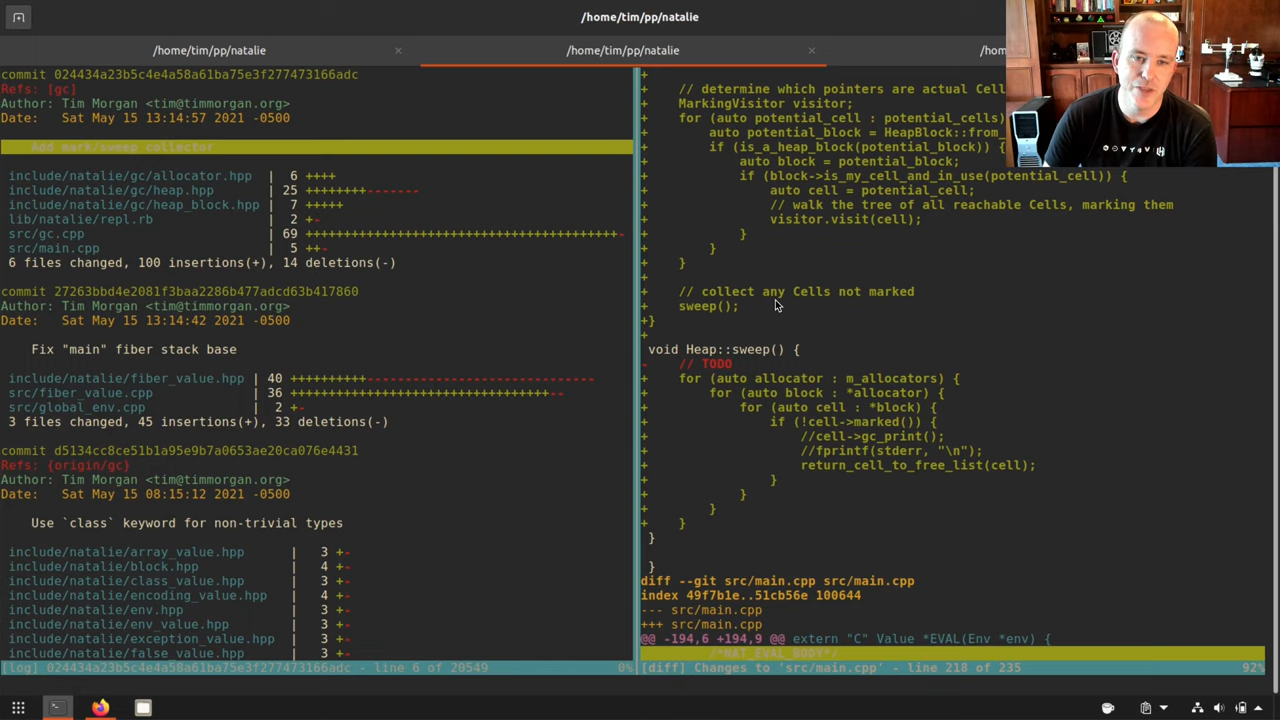 /home/tim/pp/natalie
/home/tim/pp/natalie
/home/tim/pp/natalie
/hom
commit 024434a23b5c4e4a58a61ba75e3f277473166adc
Refs: [gc]
Author: Tim Morgan <tim@timmorgan.org>
Date:   Sat May 15 13:14:57 2021 -0500
Add mark/sweep collector
include/natalie/gc/allocator.hpp | 6 ++++
include/natalie/gc/heap.hpp | 25 ++++++++-------
include/natalie/gc/heap_block.hpp | 7 +++++
lib/natalie/repl.rb | 2 +-
src/gc.cpp | 69 +++++++++++++++++++++++++++++++++++++++++-
src/main.cpp | 5 ++-
6 files changed, 100 insertions(+), 14 deletions(-)
commit 27263bbd4e2081f3baa2286b477adcd63b417860
Author: Tim Morgan <tim@timmorgan.org>
Date:   Sat May 15 13:14:42 2021 -0500
Fix "main" fiber stack base
include/natalie/fiber_value.hpp | 40 ++++++++++------------------------------
src/fiber_value.cpp | 36 ++++++++++++++++++++++++++++++++++--
src/global_env.cpp | 2 +-
3 files changed, 45 insertions(+), 33 deletions(-)
commit d5134cc8ce51b1a95e9b7a0653ae20ca076e4431
Refs: {origin/gc}
Author: Tim Morgan <tim@timmorgan.org>
Date:   Sat May 15 08:15:12 2021 -0500
Use `class` keyword for non-trivial types
include/natalie/array_value.hpp | 3 +-
include/natalie/block.hpp | 4 +-
include/natalie/class_value.hpp | 3 +-
include/natalie/encoding_value.hpp | 4 +-
include/natalie/env.hpp | 3 +-
include/natalie/env_value.hpp | 3 +-
include/natalie/exception_value.hpp | 3 +-
include/natalie/false_value.hpp | 3 +-
[log] 024434a23b5c4e4a58a61ba75e3f277473166adc - line 6 of 29549 0%
+
+    // determine which pointers are actual Cel
+    MarkingVisitor visitor;
+    for (auto potential_cell : potential_cells)
+        auto potential_block = HeapBlock::from_
+        if (is_a_heap_block(potential_block)) {
+            auto block = potential_block;
+            if (block->is_my_cell_and_in_use(potential_cell)) {
+                auto cell = potential_cell;
+                // walk the tree of all reachable Cells, marking them
+                visitor.visit(cell);
+            }
+        }
+    }
+
+    // collect any Cells not marked
+    sweep();
+}
+
void Heap::sweep() {
-    // TODO
+    for (auto allocator : m_allocators) {
+        for (auto block : *allocator) {
+            for (auto cell : *block) {
+                if (!cell->marked()) {
+                    //cell->gc_print();
+                    //fprintf(stderr, "\n");
+                    return_cell_to_free_list(cell);
+                }
+            }
+        }
+    }
}
}
diff --git src/main.cpp src/main.cpp
index 49f7b1e..51cb56e 100644
--- src/main.cpp
+++ src/main.cpp
@@ -194,6 +194,9 @@ extern "C" Value *EVAL(Env *env) {
/*NAT_EVAL_BODY*/
[diff] Changes to 'src/main.cpp' - line 218 of 235 92%